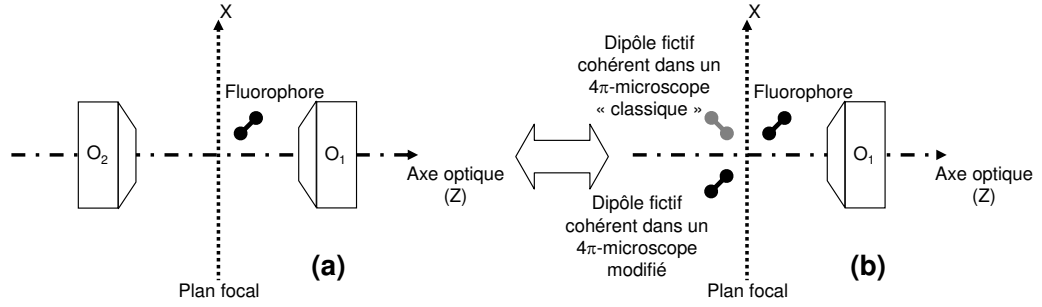 X
Fluorophore
O2
O1
Axe optique
(Z)
(a)
Plan focal
X
Dipôle fictif
cohérent dans un
4π-microscope
« classique »
Fluorophore
O1
Axe optique
(Z)
Dipôle fictif
cohérent dans un
4π-microscope
modifié
(b)
Plan focal